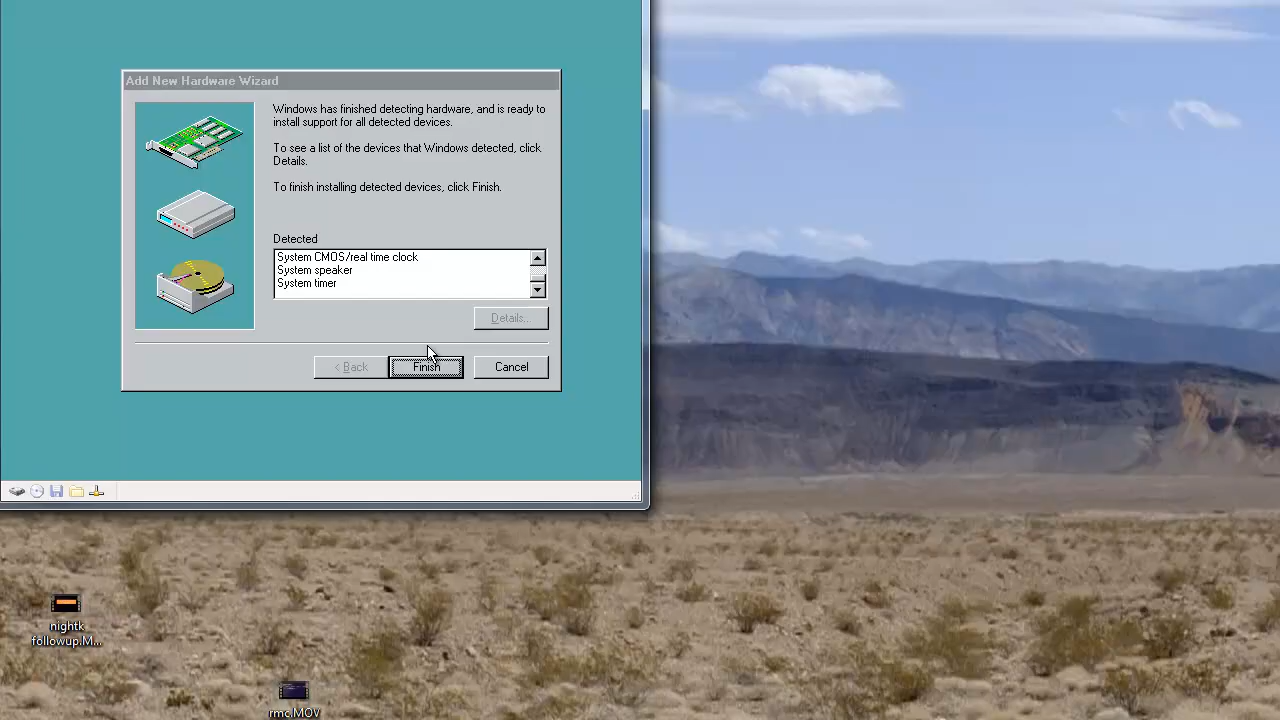 Add New Hardware Wizard
Windows has finished detecting hardware, and is ready to
install support for all detected devices.
To see a list of the devices that Windows detected, click
Details.
To finish installing detected devices, click Finish.
Detected
System CMOS/real time clock
System speaker
System timer
Details..
< Back
Finish
Cancel
nightk
followup.M...
rmc.MOV